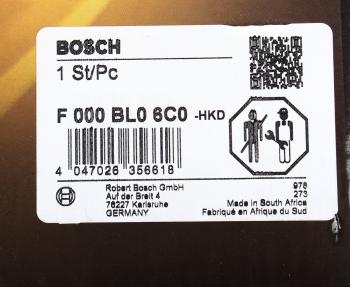 BOSCH
1 St/Pc
F 000 BL0 6C0 -HKD
4 047026 356618
Robert Bosch GmbH
Auf der Breit 4
76227 Karlsruhe
GERMANY
976
273
Made in South Africa
Fabriqué en Afrique du Sud